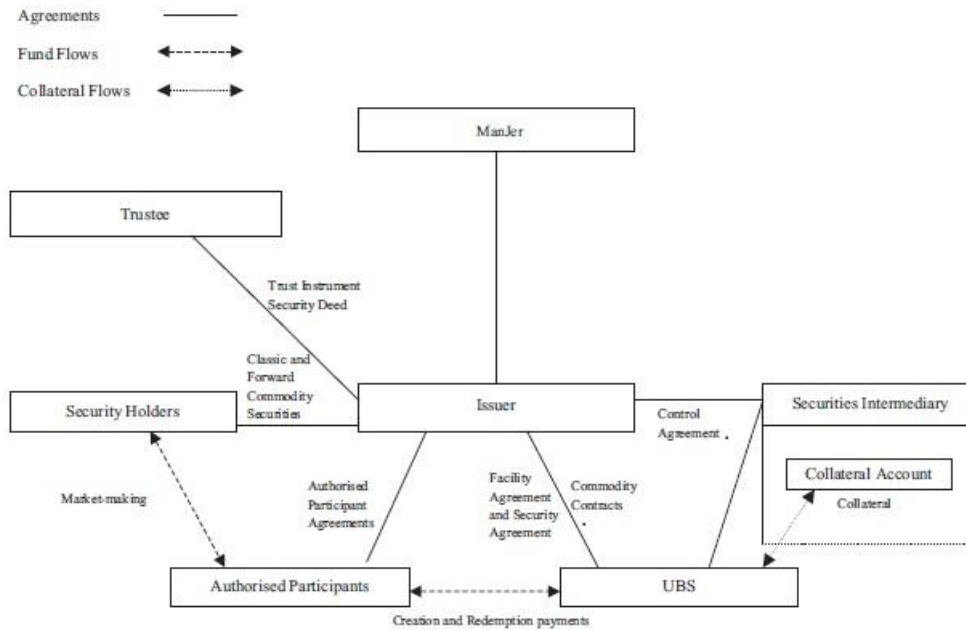 Agreements
Fund Flows
Collateral Flows
ManJer
Trustee
Trust Instrument
Security Deed
Classic and
Forward
Commodity
Securities
Security Holders
Issuer
Control
Agreement .
Securities Intermediary
Collateral Account
Collateral
Market-making
Authorised
Participant
Agreements
Facility
Agreement
and Security
Agreement
Commodity
Contracts
.
Authorised Participants
UBS
Creation and Redemption payments